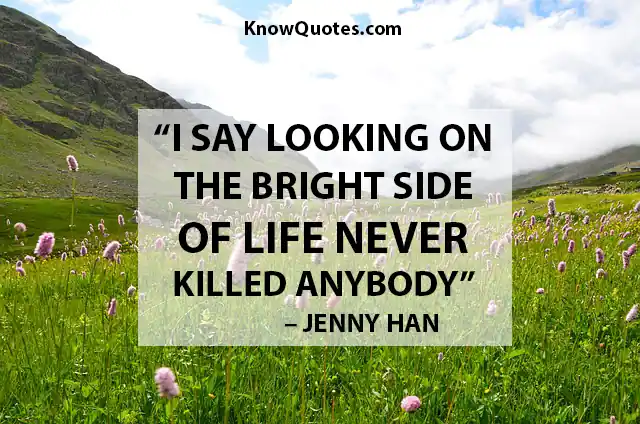 KnowQuotes.com
“I SAY LOOKING ON
THE BRIGHT SIDE
OF LIFE NEVER
KILLED ANYBODY”
– JENNY HAN